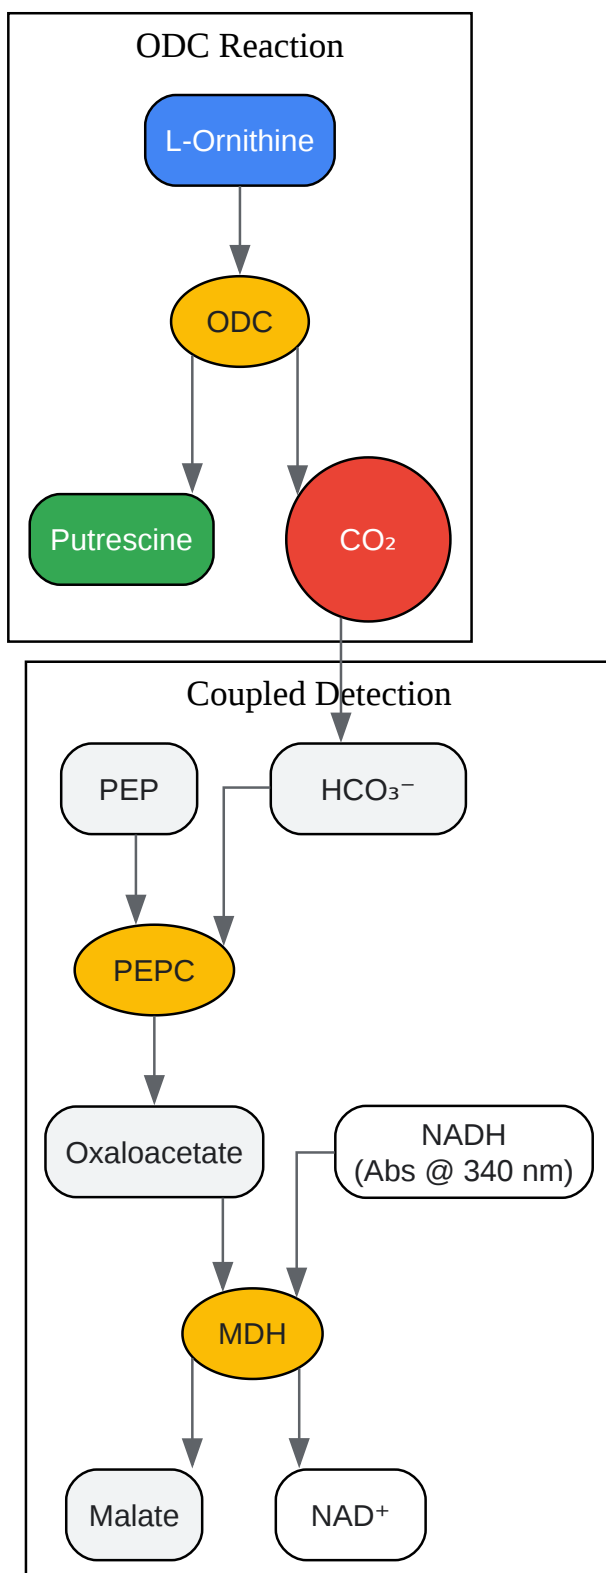 ODC Reaction
L-Ornithine
ODC
Putrescine
CO₂
Coupled Detection
PEP
HCO₃⁻
PEPC
Oxaloacetate
NADH
(Abs @ 340 nm)
MDH
Malate
NAD⁺